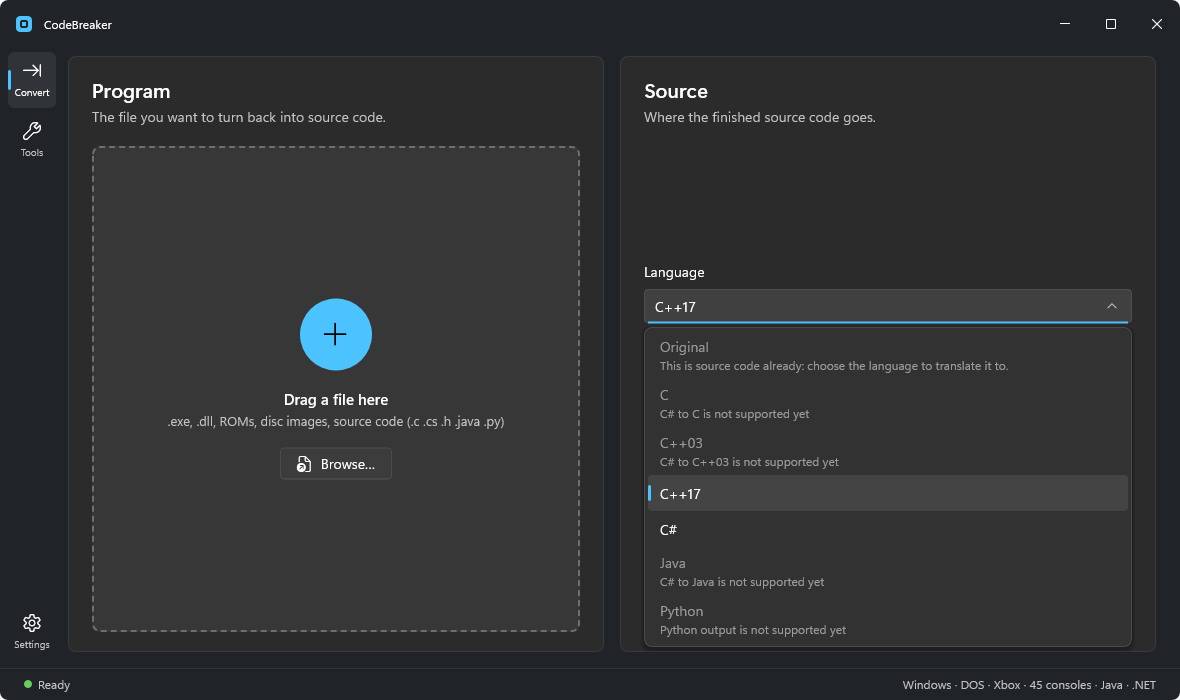 CodeBreaker
Convert
Tools
Settings
Program
The file you want to turn back into source code.
Drag a file here
.exe, .dll, ROMs, disc images, source code (.c .cs .h .java .py)
Browse...
Source
Where the finished source code goes.
Language
C++17
Original
This is source code already: choose the language to translate it to.
C
C# to C is not supported yet
C++03
C# to C++03 is not supported yet
C++17
C#
Java
C# to Java is not supported yet
Python
Python output is not supported yet
Ready
Windows · DOS · Xbox · 45 consoles · Java · .NET